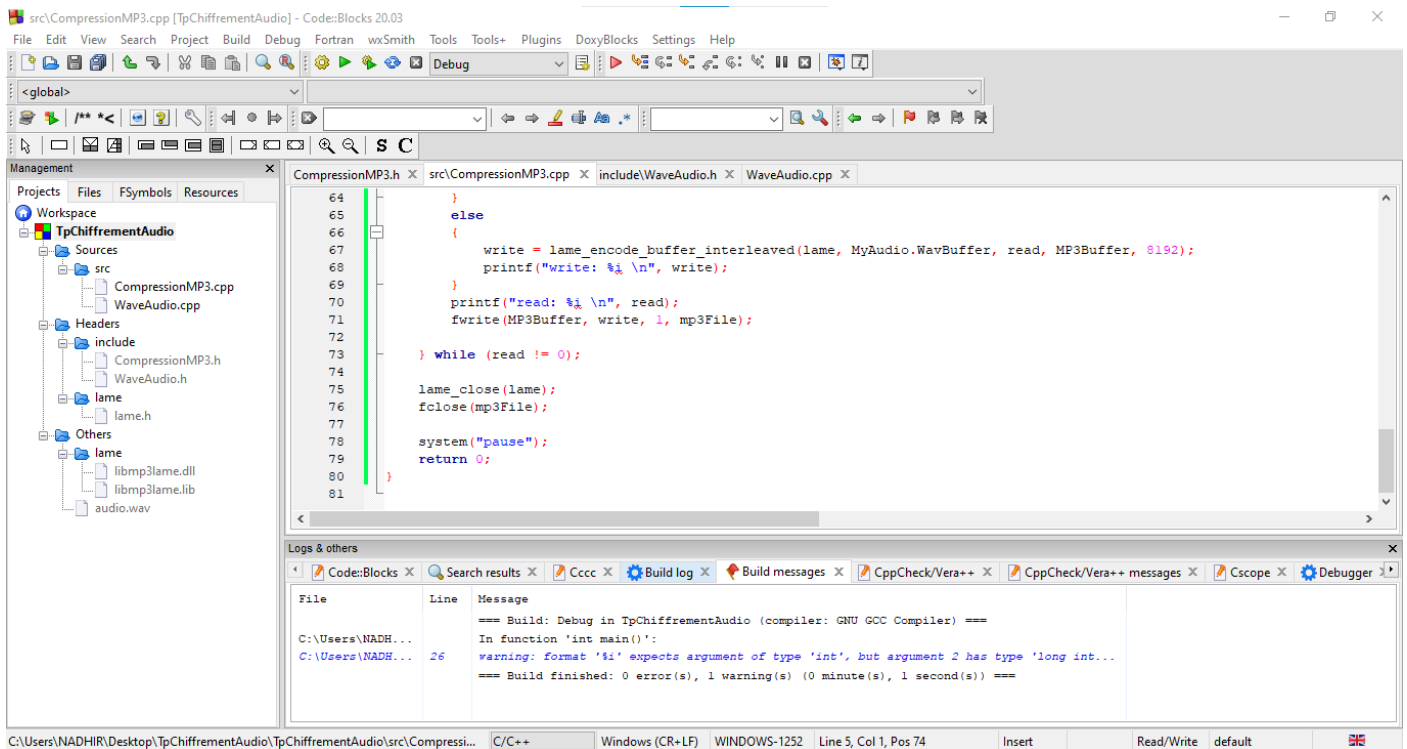 src\CompressionMP3.cpp [TpChiffrementAudio] - Code::Blocks 20.03
File Edit View Search Project Build Debug Fortran wxSmith Tools Tools+ Plugins DoxyBlocks Settings Help
Debug
<global>
/** *<
Aa .*
S C
Management
Projects Files FSymbols Resources
Workspace
TpChiffrementAudio
Sources
src
CompressionMP3.cpp
WaveAudio.cpp
Headers
include
CompressionMP3.h
WaveAudio.h
lame
lame.h
Others
lame
libmp3lame.dll
libmp3lame.lib
audio.wav
CompressionMP3.h X src\CompressionMP3.cpp X include\WaveAudio.h X WaveAudio.cpp X
64 }
65 else
66 {
67 write = lame_encode_buffer_interleaved(lame, MyAudio.WavBuffer, read, MP3Buffer, 8192);
68 printf("write: %i \n", write);
69 }
70 printf("read: %i \n", read);
71 fwrite(MP3Buffer, write, 1, mp3File);
72
73 } while (read != 0);
74
75 lame_close(lame);
76 fclose(mp3File);
77
78 system("pause");
79 return 0;
80 }
81
Logs & others
Code::Blocks X Search results X Cccc X Build log X Build messages X CppCheck/Vera++ X CppCheck/Vera++ messages X Cscope X Debugger
File Line Message
=== Build: Debug in TpChiffrementAudio (compiler: GNU GCC Compiler) ===
C:\Users\NADH... In function 'int main()':
C:\Users\NADH... 26 warning: format '%i' expects argument of type 'int', but argument 2 has type 'long int...
=== Build finished: 0 error(s), 1 warning(s) (0 minute(s), 1 second(s)) ===
C:\Users\NADHIR\Desktop\TpChiffrementAudio\TpChiffrementAudio\src\Compressi... C/C++ Windows (CR+LF) WINDOWS-1252 Line 5, Col 1, Pos 74 Insert Read/Write default